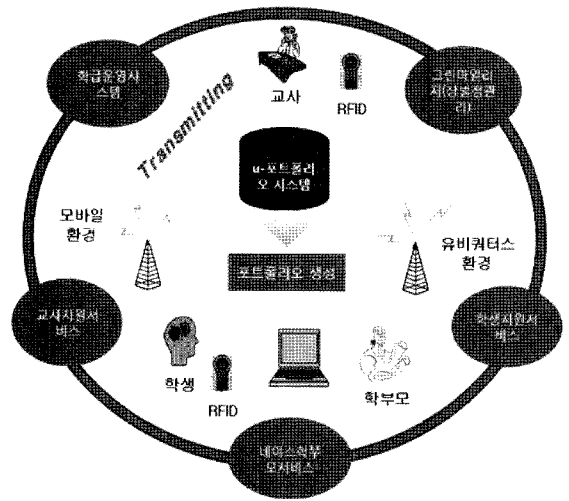 학급운영시
스템
Transmitting
교사
RFID
그린마일리
지(상벌점관
리)
u-포트폴리
오 시스템
모바일
환경
유비쿼터스
환경
포트폴리오 생성
교사지원서
비스
학생지원서
비스
학생
RFID
학부모
네이스학부
모서비스